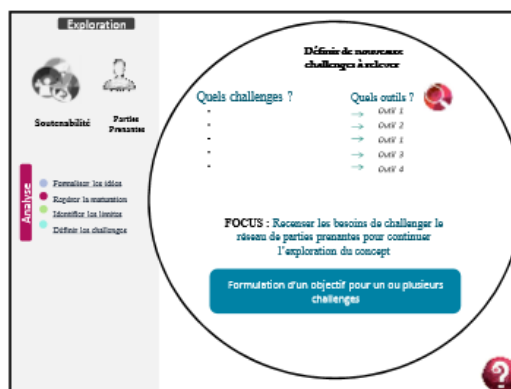 Exploration
Soutenabilité
Parties
Prenantes
Analyse
Formaliser les idées
Repérer la maturation
Identifier les limites
Définir les challenges
Définir de nouveaux
challenges à relever
Quels challenges ?
Quels outils ?
Outil 1
Outil 2
Outil 1
Outil 3
Outil 4
FOCUS : Recenser les besoins de challenger le
réseau de parties prenantes pour continuer
l'exploration du concept
Formulation d'un objectif pour un ou plusieurs
challenges
?